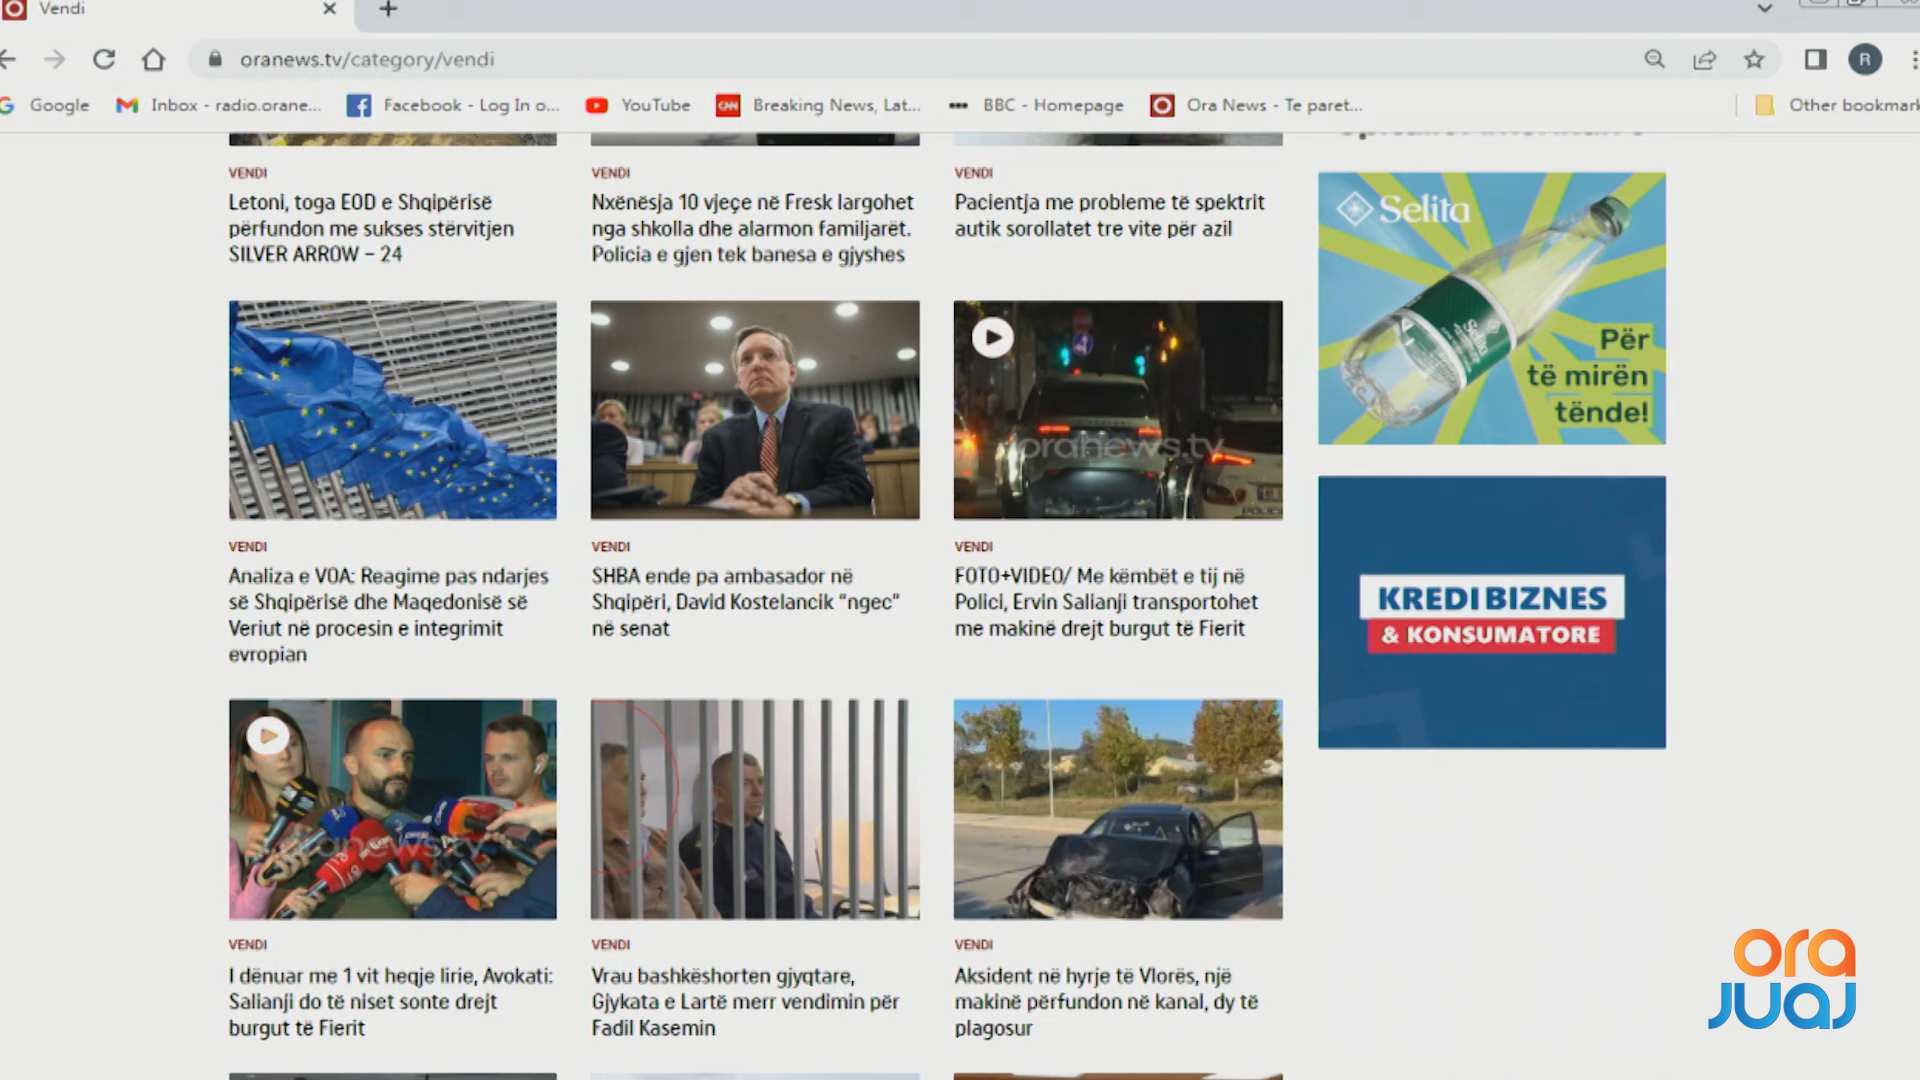 Vendi
oranews.tv/category/vendi
R
Google
Inbox - radio.orane...
Facebook - Log In o...
YouTube
CNN
Breaking News, Lat...
BBC - Homepage
Ora News - Te paret...
Other bookmark
VENDI
Letoni, toga EOD e Shqipërisë
përfundon me sukses stërvitjen
SILVER ARROW – 24
VENDI
Nxënësja 10 vjeçe në Fresk largohet
nga shkolla dhe alarmon familjarët.
Policia e gjen tek banesa e gjyshes
VENDI
Pacientja me probleme të spektrit
autik sorollatet tre vite për azil
Selita
Selita
Për
të mirën
tënde!
oranews.tv
VENDI
Analiza e VOA: Reagime pas ndarjes
së Shqipërisë dhe Maqedonisë së
Veriut në procesin e integrimit
evropian
VENDI
SHBA ende pa ambasador në
Shqipëri, David Kostelancik “ngec”
në senat
VENDI
FOTO+VIDEO/ Me këmbët e tij në
Polici, Ervin Salianji transportohet
me makinë drejt burgut të Fierit
KREDI BIZNES
& KONSUMATORE
oranews.tv
VENDI
I dënuar me 1 vit heqje lirie, Avokati:
Salianji do të niset sonte drejt
burgut të Fierit
VENDI
Vrau bashkëshorten gjyqtare,
Gjykata e Lartë merr vendimin për
Fadil Kasemin
VENDI
Aksident në hyrje të Vlorës, një
makinë përfundon në kanal, dy të
plagosur
ora
JUAJ